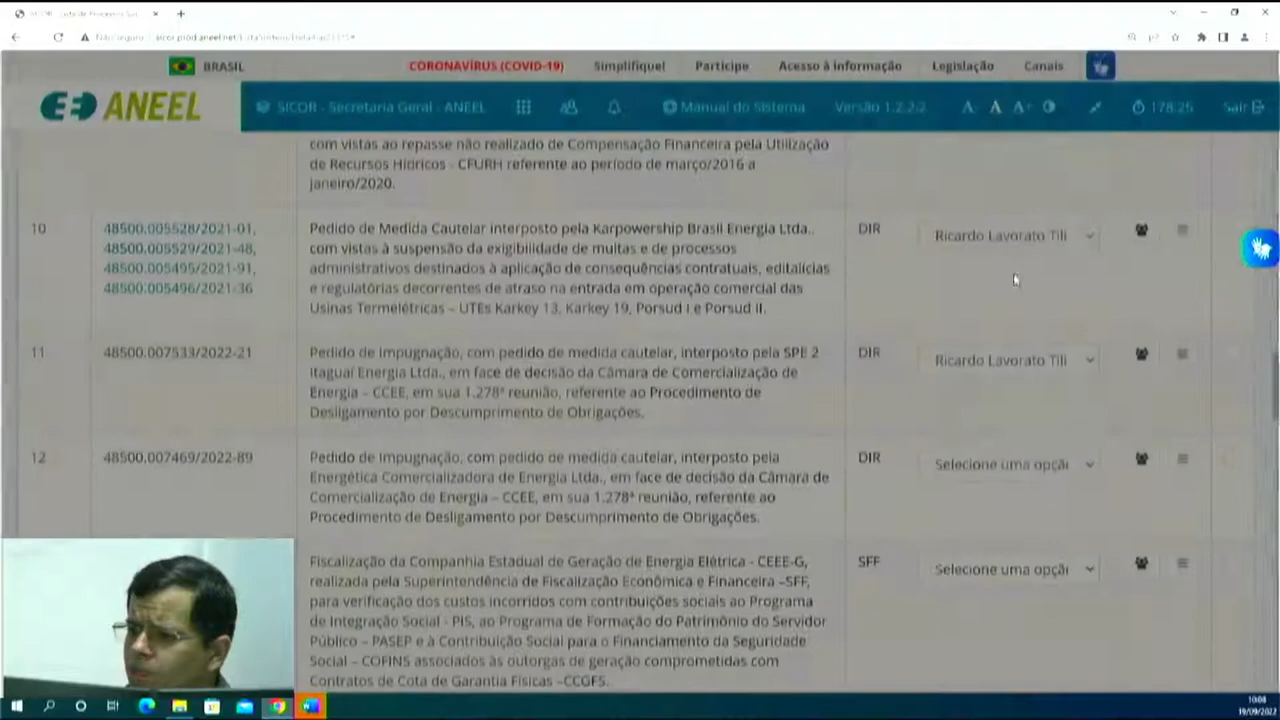 BRASIL
CORONAVÍRUS (COVID-19)
Simplifique!
Participe
Acesso à informação
Legislação
Canais
ANEEL
SICOR - Secretaria Geral - ANEEL
Manual do Sistema
Versão 1.2.2.2
A-
A
A+
178:25
Sair
com vistas ao repasse não realizado de Compensação Financeira pela Utilização
de Recursos Hídricos - CFURH referente ao período de março/2016 a
janeiro/2020.
10
48500.005528/2021-01,
48500.005529/2021-48,
48500.005495/2021-91,
48500.005496/2021-36
Pedido de Medida Cautelar interposto pela Karpowership Brasil Energia Ltda.,
com vistas à suspensão da exigibilidade de multas e de processos
administrativos destinados à aplicação de consequências contratuais, editalícias
e regulatórias decorrentes de atraso na entrada em operação comercial das
Usinas Termelétricas – UTEs Karkey 13, Karkey 19, Porsud I e Porsud II.
DIR
Ricardo Lavorato Tili
11
48500.007533/2022-21
Pedido de Impugnação, com pedido de medida cautelar, interposto pela SPE 2
Itaguaí Energia Ltda., em face de decisão da Câmara de Comercialização de
Energia – CCEE, em sua 1.278ª reunião, referente ao Procedimento de
Desligamento por Descumprimento de Obrigações.
DIR
Ricardo Lavorato Tili
12
48500.007469/2022-89
Pedido de Impugnação, com pedido de medida cautelar, interposto pela
Energética Comercializadora de Energia Ltda., em face de decisão da Câmara de
Comercialização de Energia – CCEE, em sua 1.278ª reunião, referente ao
Procedimento de Desligamento por Descumprimento de Obrigações.
DIR
Selecione uma opçã
Fiscalização da Companhia Estadual de Geração de Energia Elétrica - CEEE-G,
realizada pela Superintendência de Fiscalização Econômica e Financeira –SFF,
para verificação dos custos incorridos com contribuições sociais ao Programa
de Integração Social - PIS, ao Programa de Formação do Patrimônio do Servidor
Público – PASEP e à Contribuição Social para o Financiamento da Seguridade
Social – COFINS associados às outorgas de geração comprometidas com
Contratos de Cota de Garantia Físicas –CCGFS.
SFF
Selecione uma opçã
10:08
19/09/2022